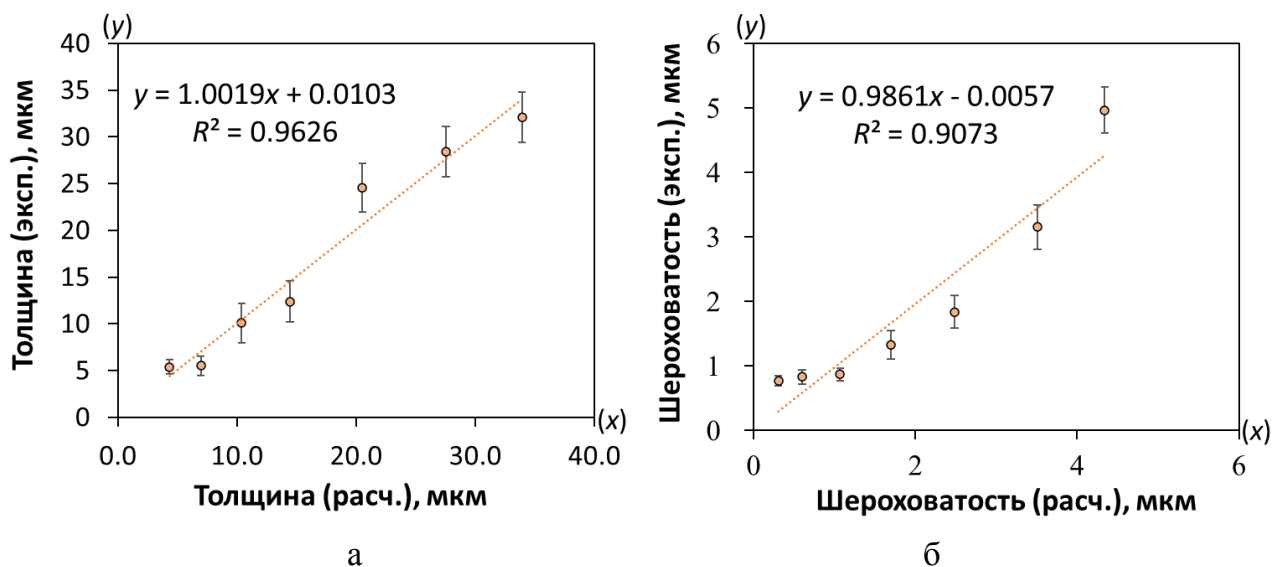 (y)
40
35
30
25
20
15
10
5
0
Толщина (эксп.), мкм
y = 1.0019x + 0.0103
R² = 0.9626
(x)
0.0 10.0 20.0 30.0 40.0
Толщина (расч.), мкм
а
(y)
6
5
4
3
2
1
0
Шероховатость (эксп.), мкм
y = 0.9861x - 0.0057
R² = 0.9073
(x)
0 2 4 6
Шероховатость (расч.), мкм
б